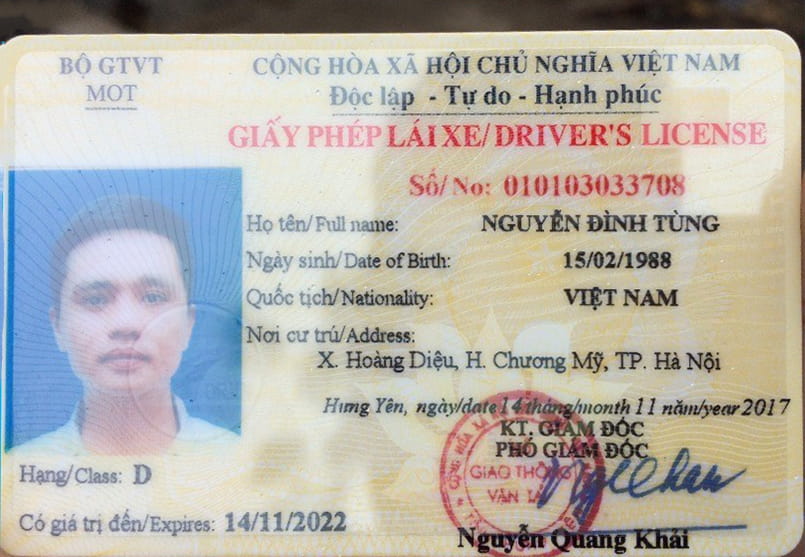 BỘ GTVT
MOT
CỘNG HÒA XÃ HỘI CHỦ NGHĨA VIỆT NAM
Độc lập - Tự do - Hạnh phúc
GIẤY PHÉP LÁI XE/ DRIVER'S LICENSE
Số/ No: 010103033708
Họ tên/ Full name: NGUYỄN ĐÌNH TÙNG
Ngày sinh/ Date of Birth: 15/02/1988
Quốc tịch/ Nationality: VIỆT NAM
Nơi cư trú/ Address:
X. Hoàng Diệu, H. Chương Mỹ, TP. Hà Nội
Hưng Yên, ngày/date 14 tháng/month 11 năm/year 2017
KT. GIÁM ĐỐC
PHÓ GIÁM ĐỐC
GIAO THÔNG
VẬN TẢI
Hạng/ Class: D
Có giá trị đến/ Expires: 14/11/2022
Nguyễn Quang Khải